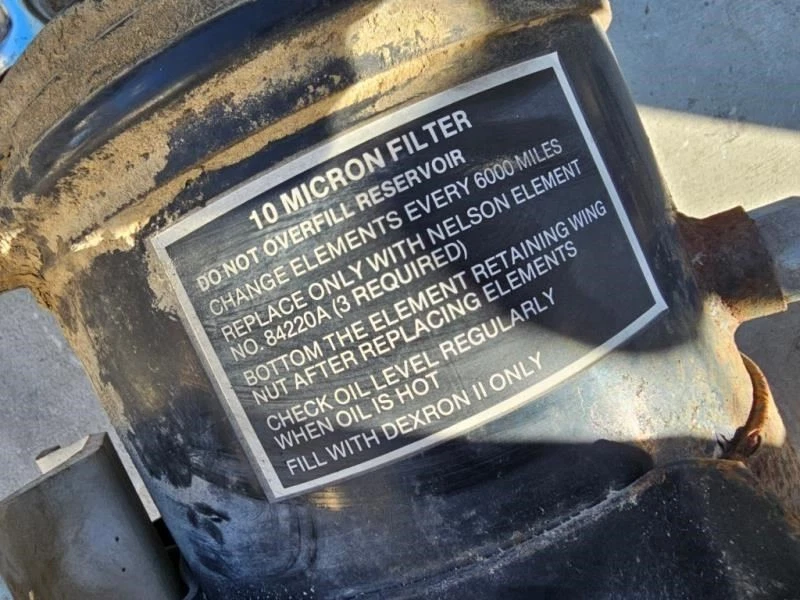 10 MICRON FILTER
DO NOT OVERFILL RESERVOIR
CHANGE ELEMENTS EVERY 6000 MILES
REPLACE ONLY WITH NELSON ELEMENT
NO. 84220A (3 REQUIRED)
BOTTOM THE ELEMENT RETAINING WING
NUT AFTER REPLACING ELEMENTS
CHECK OIL LEVEL REGULARLY
WHEN OIL IS HOT
FILL WITH DEXRON II ONLY